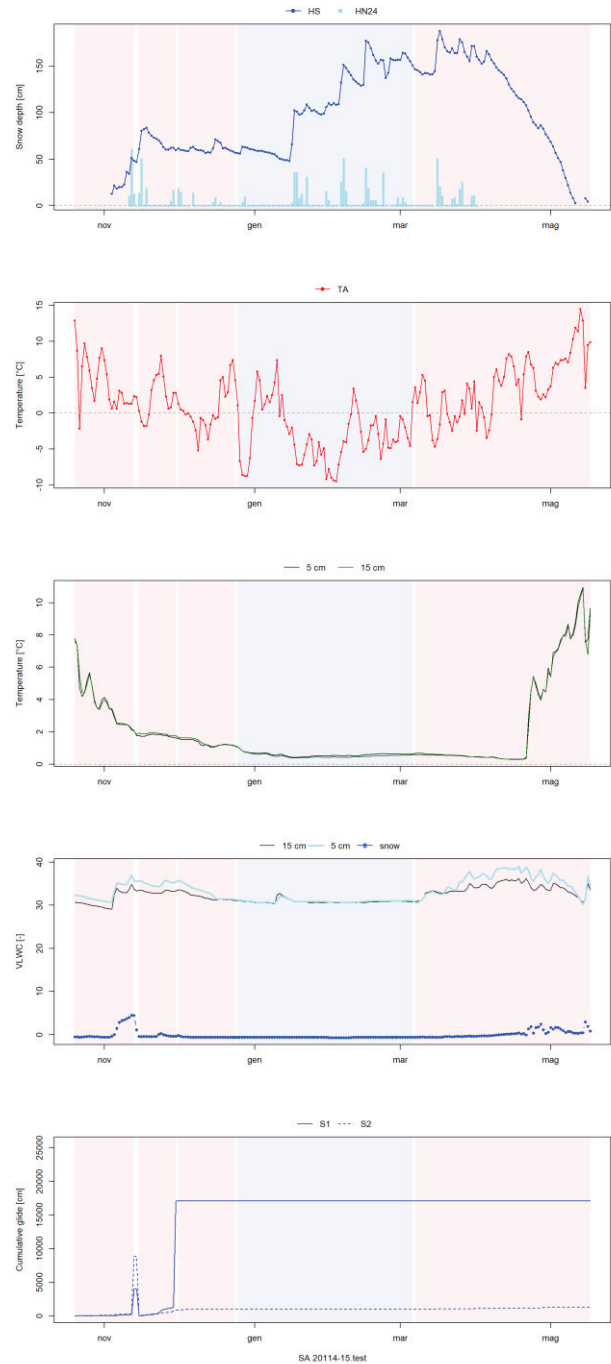 HS HN24
Snow depth [cm]
150
100
50
0
nov gen mar mag
TA
Temperature [°C]
15
10
5
0
-5
-10
nov gen mar mag
5 cm 15 cm
Temperature [°C]
10
8
6
4
2
0
nov gen mar mag
15 cm 5 cm snow
VLWC [-]
40
30
20
10
0
nov gen mar mag
S1 S2
Cumulative glide [cm]
25000
20000
15000
10000
5000
0
nov gen mar mag
SA 20114-15.test